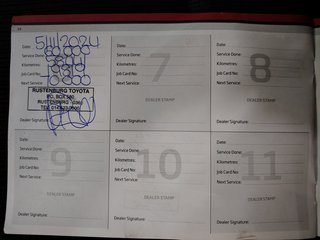 Date: 5/11/2024
Service Done:
Kilometres:
Job Card No:
Next Service:
RUSTENBURG TOYOTA
P.O. BOX 580
RUSTENBURG
TEL:
Dealer Signature:
7
Date:
Service Done:
Kilometres:
Job Card No:
Next Service:
DEALER STAMP
Dealer Signature:
8
Date:
Service Done:
Kilometres:
Job Card No:
Next Service:
DEALER STAMP
Dealer Signature:
9
Date:
Service Done:
Kilometres:
Job Card No:
Next Service:
DEALER STAMP
Dealer Signature:
10
Date:
Service Done:
Kilometres:
Job Card No:
Next Service:
DEALER STAMP
Dealer Signature:
11
Date:
Service Done:
Kilometres:
Job Card No:
Next Service:
DEALER STAMP
Dealer Signature: